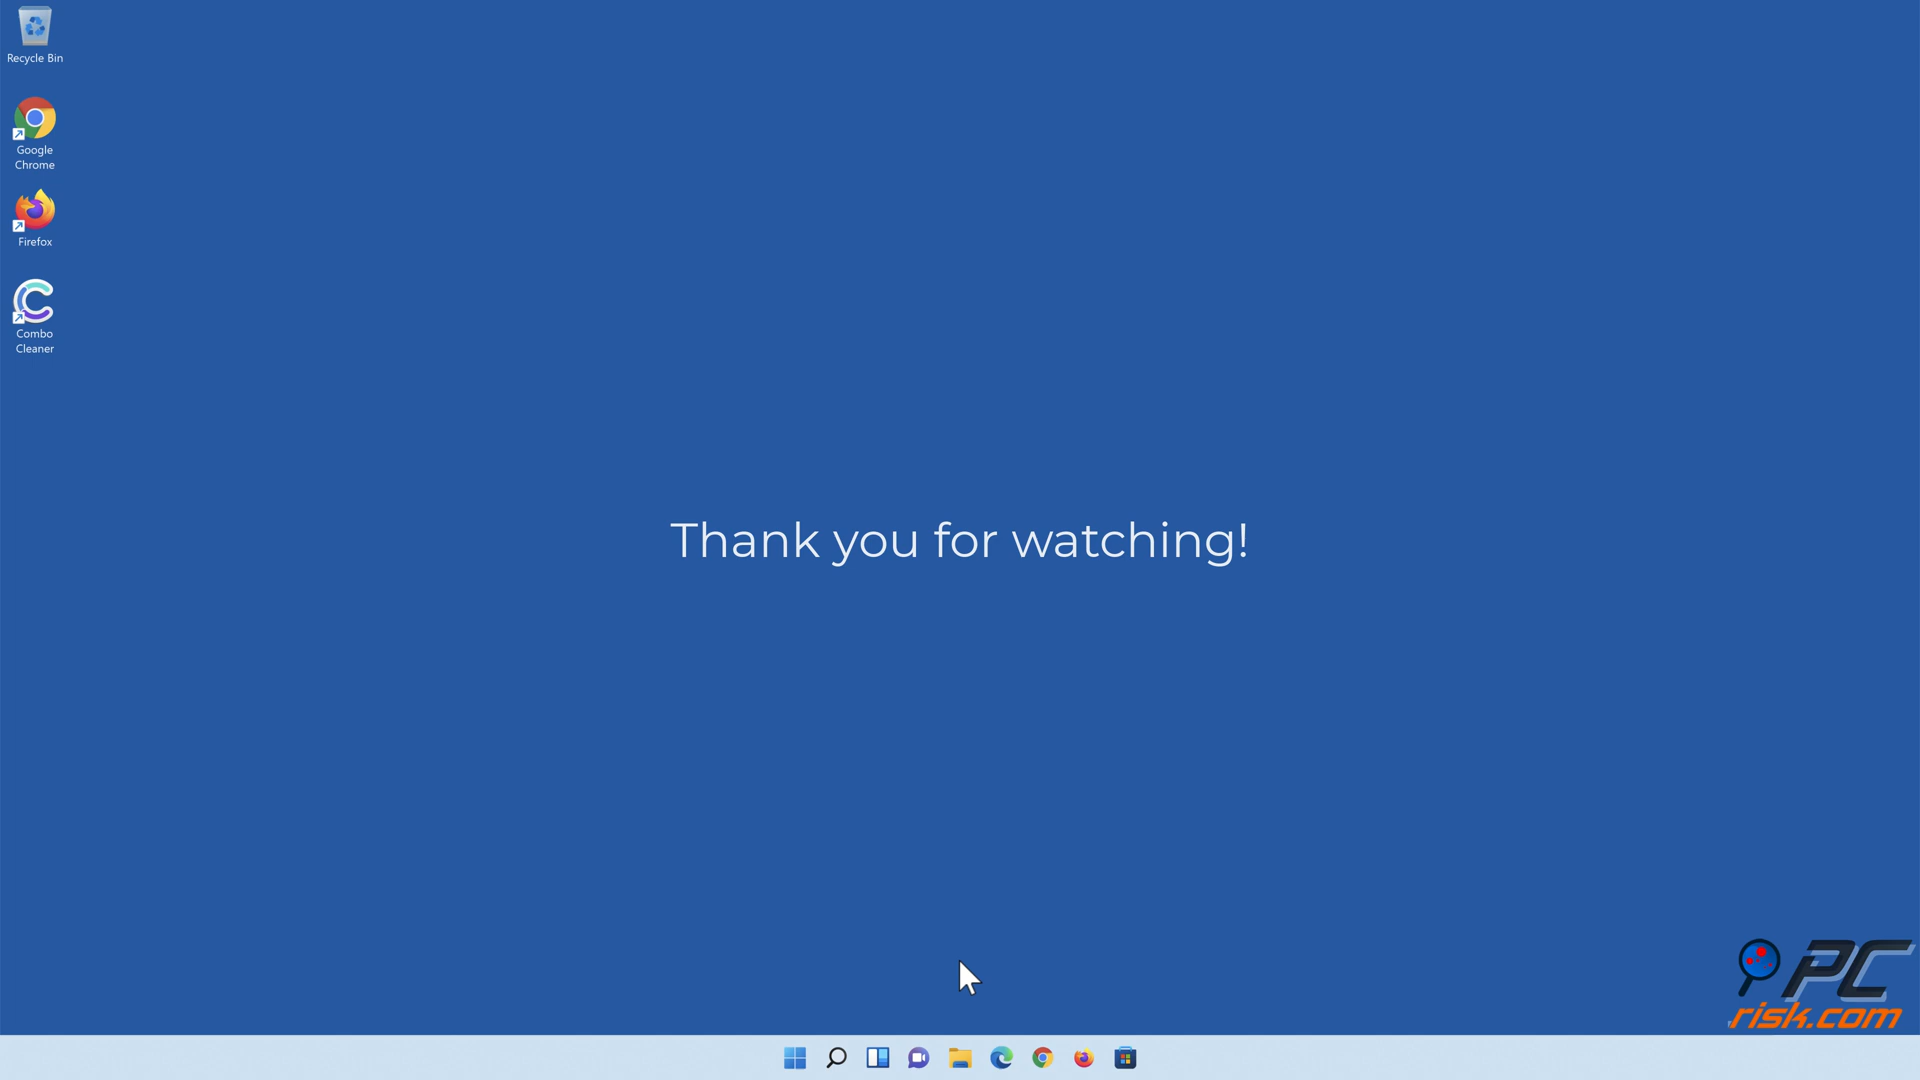 Recycle Bin
Google
Chrome
Firefox
Combo
Cleaner
Thank you for watching!
PC
risk.com